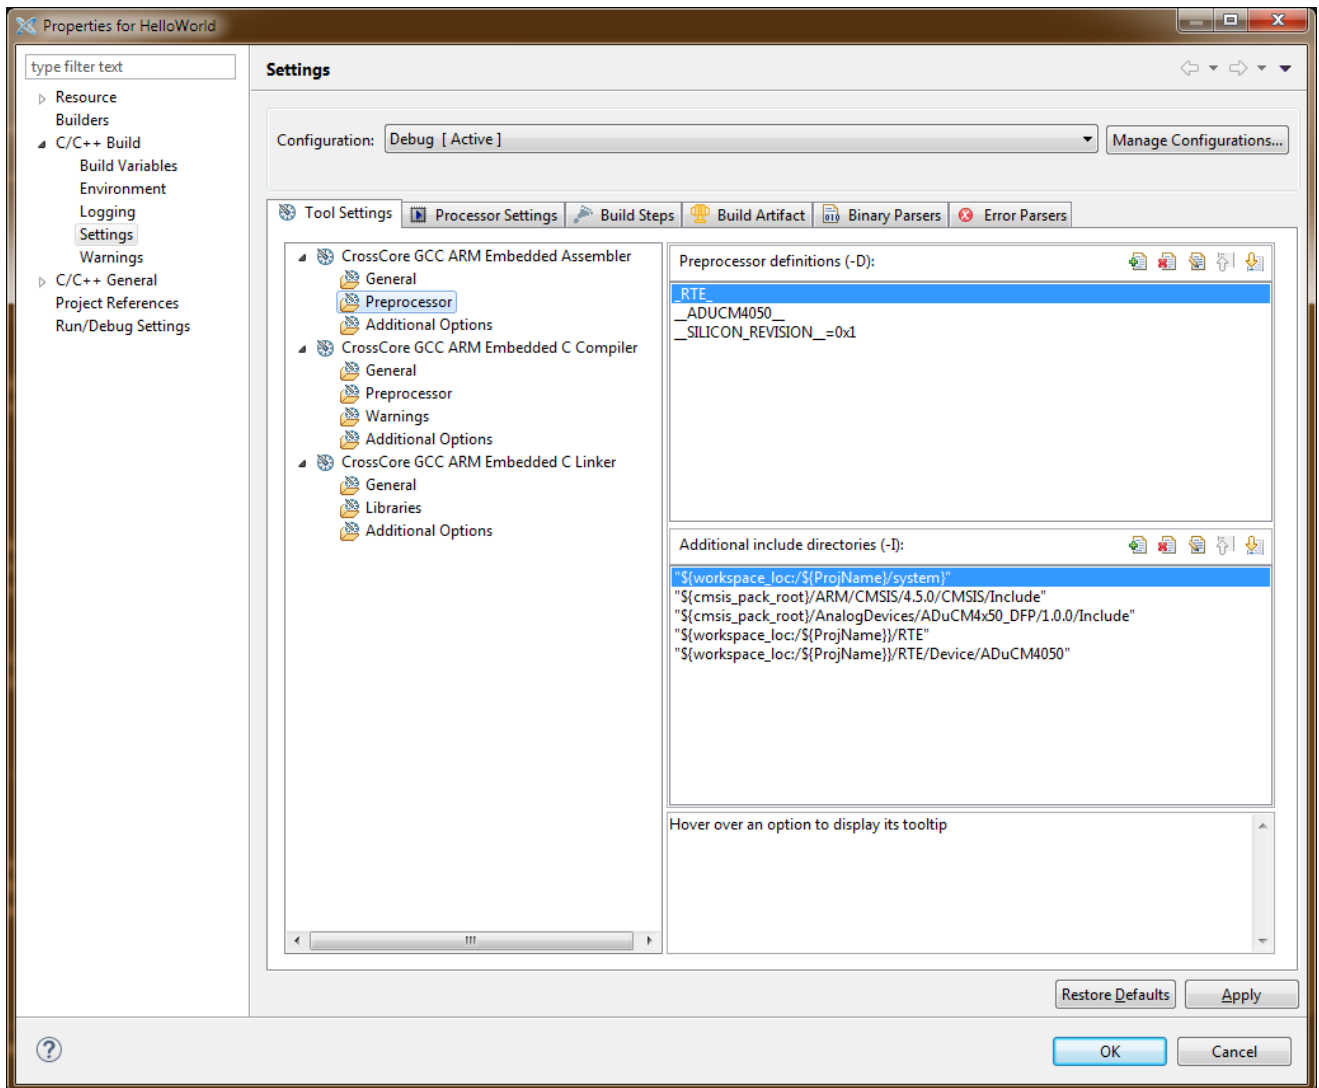 Properties for HelloWorld
type filter text
Resource
Builders
C/C++ Build
Build Variables
Environment
Logging
Settings
Warnings
C/C++ General
Project References
Run/Debug Settings
Settings
Configuration: Debug [ Active ] Manage Configurations...
Tool Settings Processor Settings Build Steps Build Artifact Binary Parsers Error Parsers
CrossCore GCC ARM Embedded Assembler
General
Preprocessor
Additional Options
CrossCore GCC ARM Embedded C Compiler
General
Preprocessor
Warnings
Additional Options
CrossCore GCC ARM Embedded C Linker
General
Libraries
Additional Options
Preprocessor definitions (-D):
_RTE_
__ADUCM4050__
__SILICON_REVISION__=0x1
Additional include directories (-I):
"${workspace_loc:/${ProjName}/system}"
"${cmsis_pack_root}/ARM/CMSIS/4.5.0/CMSIS/Include"
"${cmsis_pack_root}/AnalogDevices/ADuCM4x50_DFP/1.0.0/Include"
"${workspace_loc:/${ProjName}}/RTE"
"${workspace_loc:/${ProjName}}/RTE/Device/ADuCM4050"
Hover over an option to display its tooltip
Restore Defaults Apply
OK Cancel